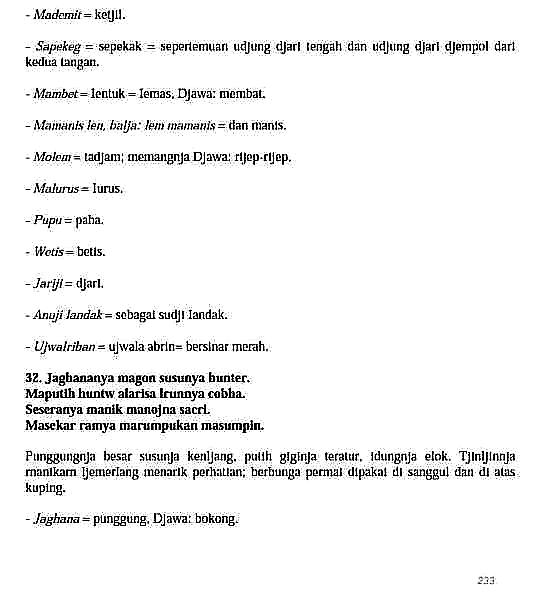 - Mademit = ketjil.
- Sapekeg = sepekak = sepertemuan udjung djari tengah dan udjung djari djempol dari
kedua tangan.
- Mambet = lentuk = lemas, Djawa: membat.
- Mamanis len, balja: lem mamanis = dan manis.
- Molem = tadjam; memangnja Djawa: rijep-rijep.
- Malurus = lurus.
- Pupu = paha.
- Wetis = betis.
- Jariji = djari.
- Anuji landak = sebagai sudji landak.
- Ujwalriban = ujwala abrin= bersinar merah.
32. Jaghananya magon susunya bunter.
Maputih huntw alarisa irunnya cobha.
Seseranya manik manojna sacri.
Masekar ramya marumpukan masumpin.
Punggungnja besar susunja kentjang, putih giginja teratur, idungnja elok. Tjintjinnja
manikam tjemerlang menarik perhatian; berbunga permai dipakai di sanggul dan di atas
kuping.
- Jaghana = punggung, Djawa: bokong.
233